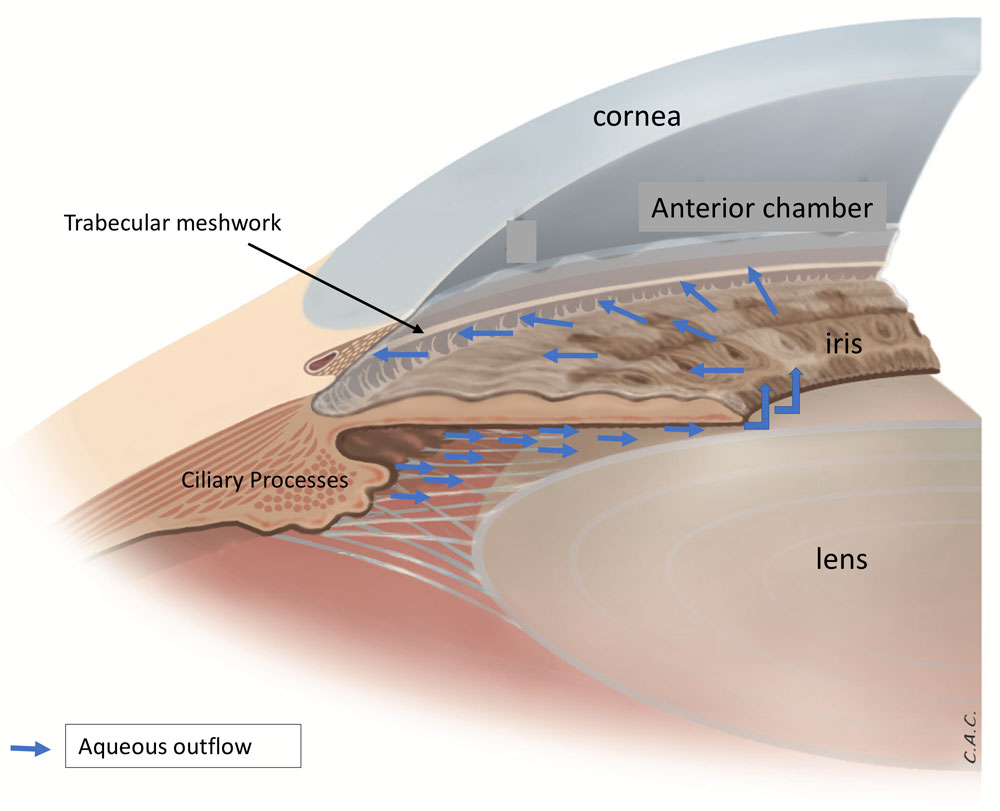 cornea
Anterior chamber
Trabecular meshwork
iris
Ciliary Processes
lens
Aqueous outflow
C.A.C.